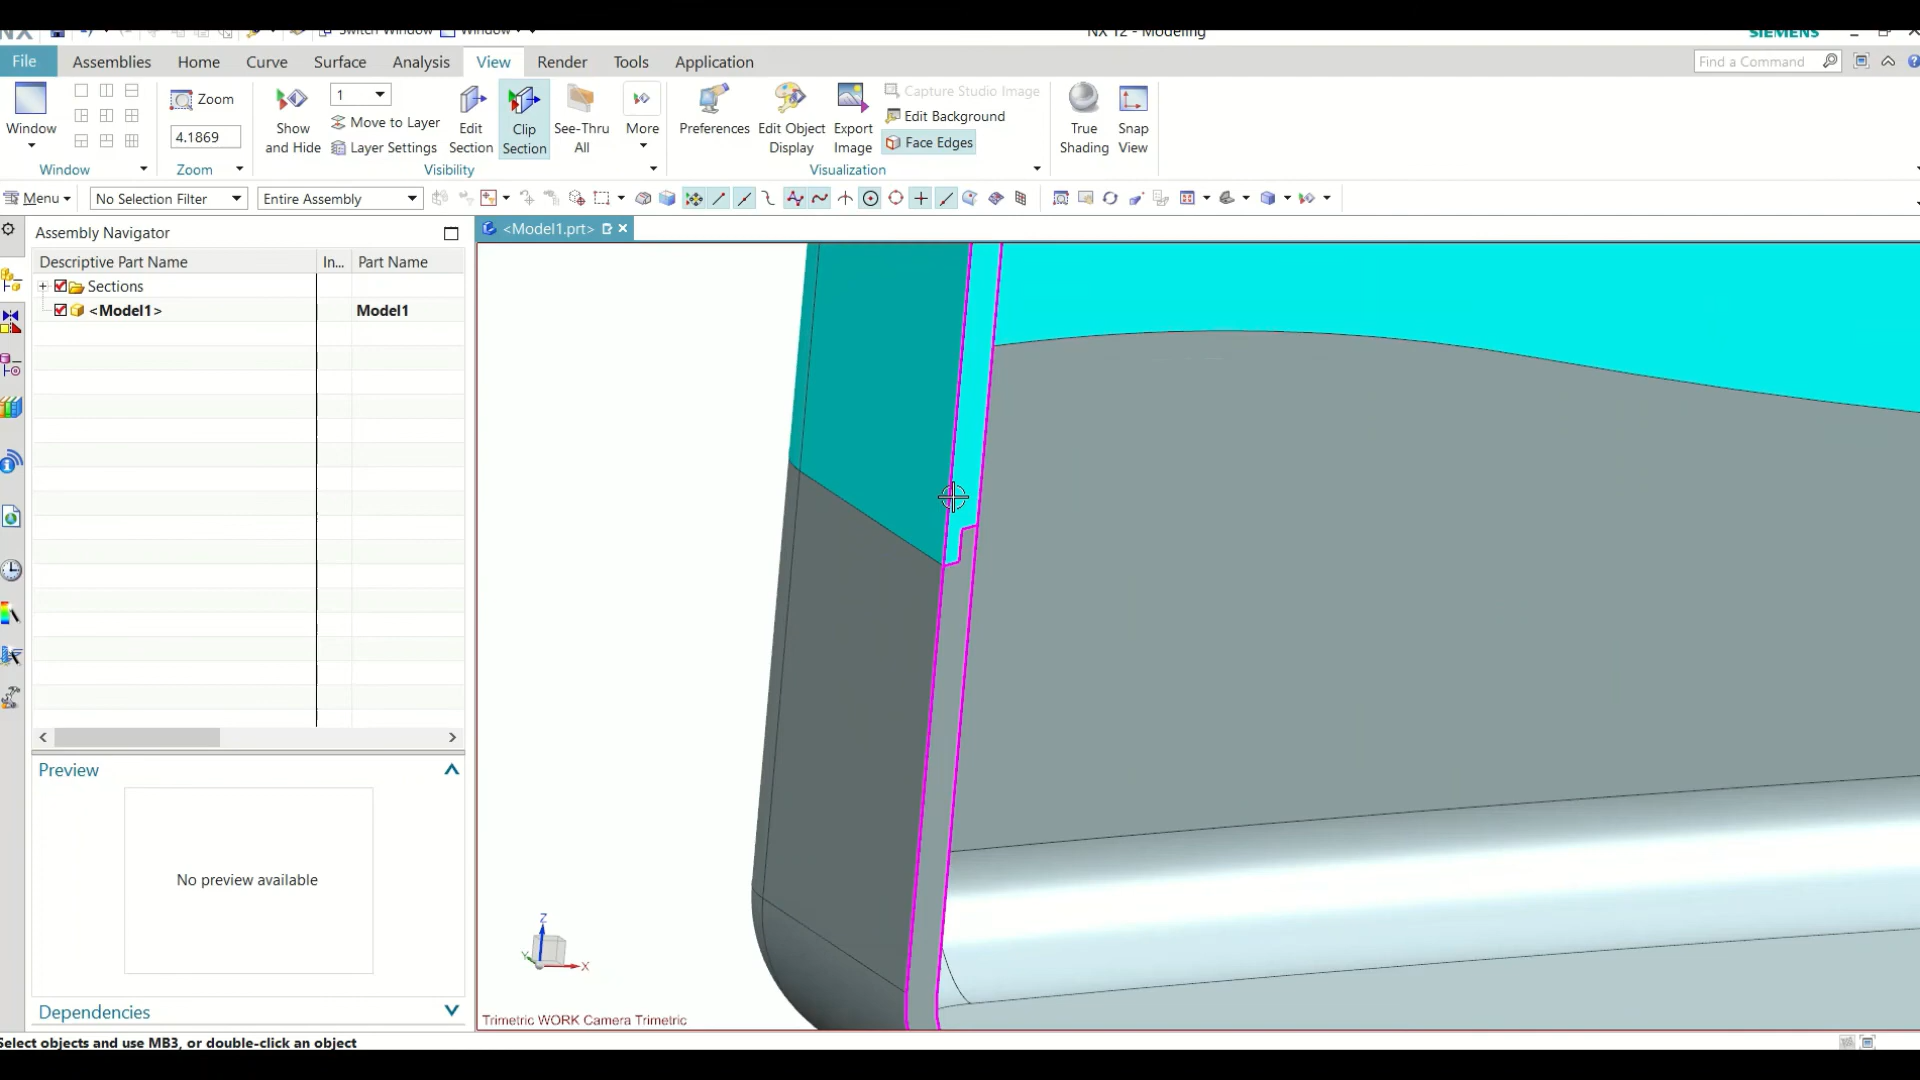 NX
Switch Window
Window
NX 12 - Modeling
SIEMENS
File
Assemblies
Home
Curve
Surface
Analysis
View
Render
Tools
Application
Find a Command
Window
Window
Zoom
4.1869
Zoom
Show
and Hide
1
Move to Layer
Layer Settings
Edit
Section
Clip
Section
See-Thru
All
More
Visibility
Preferences
Edit Object
Display
Export
Image
Capture Studio Image
Edit Background
Face Edges
Visualization
True
Shading
Snap
View
Menu
No Selection Filter
Entire Assembly
Assembly Navigator
<Model1.prt>
Descriptive Part Name
In...
Part Name
Sections
<Model1>
Model1
Preview
No preview available
Dependencies
Z
Y
X
Trimetric WORK Camera Trimetric
Select objects and use MB3, or double-click an object